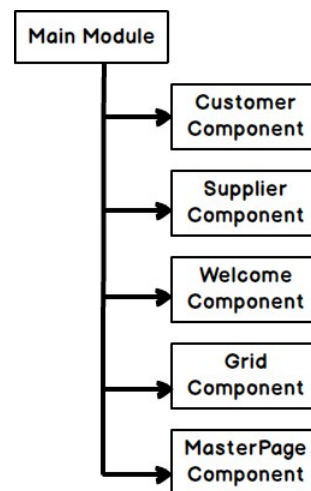 Main Module
Customer
Component
Supplier
Component
Welcome
Component
Grid
Component
MasterPage
Component